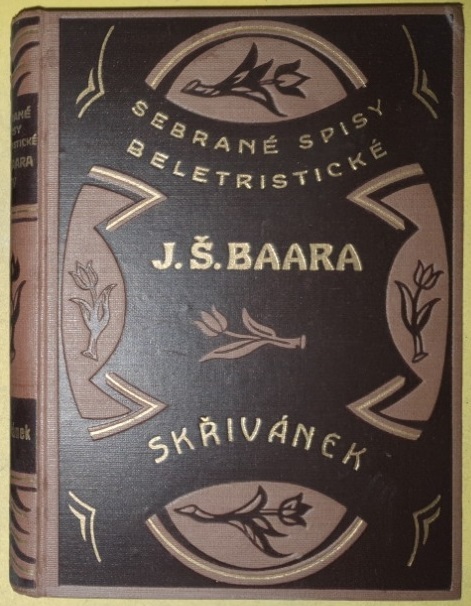 SEBRANÉ SPISY
BELETRISTICKÉ
J. Š. BAARA
SKŘIVÁNEK